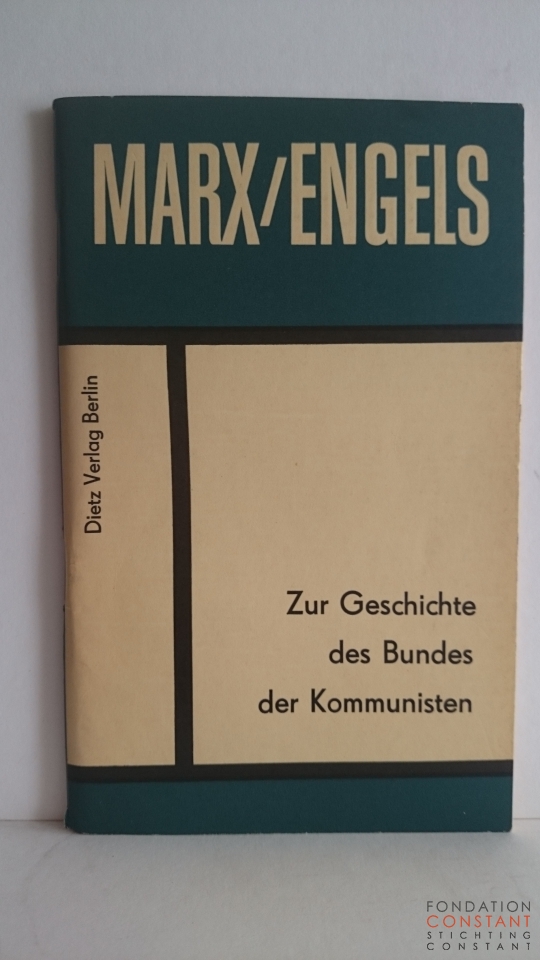 MARX/ENGELS
Dietz Verlag Berlin
Zur Geschichte
des Bundes
der Kommunisten
FONDATION
CONSTANT
STICHTING
CONSTANT